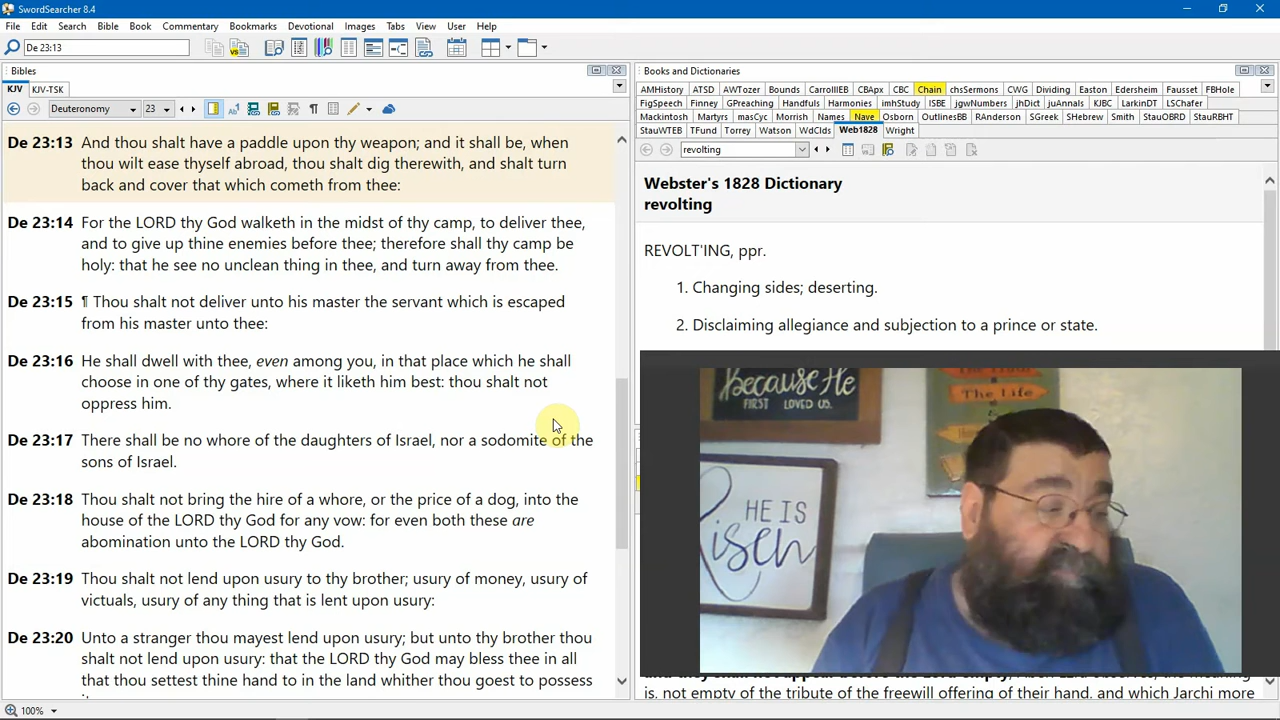 SwordSearcher 8.4
File Edit Search Bible Book Commentary Bookmarks Devotional Images Tabs View User Help
De 23:13
Bibles
KJV KJV-TSK
Deuteronomy 23
De 23:13 And thou shalt have a paddle upon thy weapon; and it shall be, when
thou wilt ease thyself abroad, thou shalt dig therewith, and shalt turn
back and cover that which cometh from thee:
De 23:14 For the LORD thy God walketh in the midst of thy camp, to deliver thee,
and to give up thine enemies before thee; therefore shall thy camp be
holy: that he see no unclean thing in thee, and turn away from thee.
De 23:15 ¶ Thou shalt not deliver unto his master the servant which is escaped
from his master unto thee:
De 23:16 He shall dwell with thee, even among you, in that place which he shall
choose in one of thy gates, where it liketh him best: thou shalt not
oppress him.
De 23:17 There shall be no whore of the daughters of Israel, nor a sodomite of the
sons of Israel.
De 23:18 Thou shalt not bring the hire of a whore, or the price of a dog, into the
house of the LORD thy God for any vow: for even both these are
abomination unto the LORD thy God.
De 23:19 Thou shalt not lend upon usury to thy brother; usury of money, usury of
victuals, usury of any thing that is lent upon usury:
De 23:20 Unto a stranger thou mayest lend upon usury; but unto thy brother thou
shalt not lend upon usury: that the LORD thy God may bless thee in all
that thou settest thine hand to in the land whither thou goest to possess
100%
Books and Dictionaries
AMHistory ATSD AWTozer Bounds CarrollIEB CBApx CBC Chain chsSermons CWG Dividing Easton Edersheim Fausset FBHole
FigSpeech Finney GPreaching Handfuls Harmonies imhStudy ISBE jgwNumbers jhDict juAnnals KJBC LarkinDT LSChafer
Mackintosh Martyrs masCyc Morrish Names Nave Osborn OutlinesBB RAnderson SGreek SHebrew Smith StauOBRD StauRBHT
StauWTEB TFund Torrey Watson WdClds Web1828 Wright
revolting
Webster's 1828 Dictionary
revolting
REVOLT'ING, ppr.
1. Changing sides; deserting.
2. Disclaiming allegiance and subjection to a prince or state.
Because He
FIRST LOVED US.
The Life
HE IS
Risen
is, not empty of the tribute of the freewill offering of their hand, and which Jarchi more